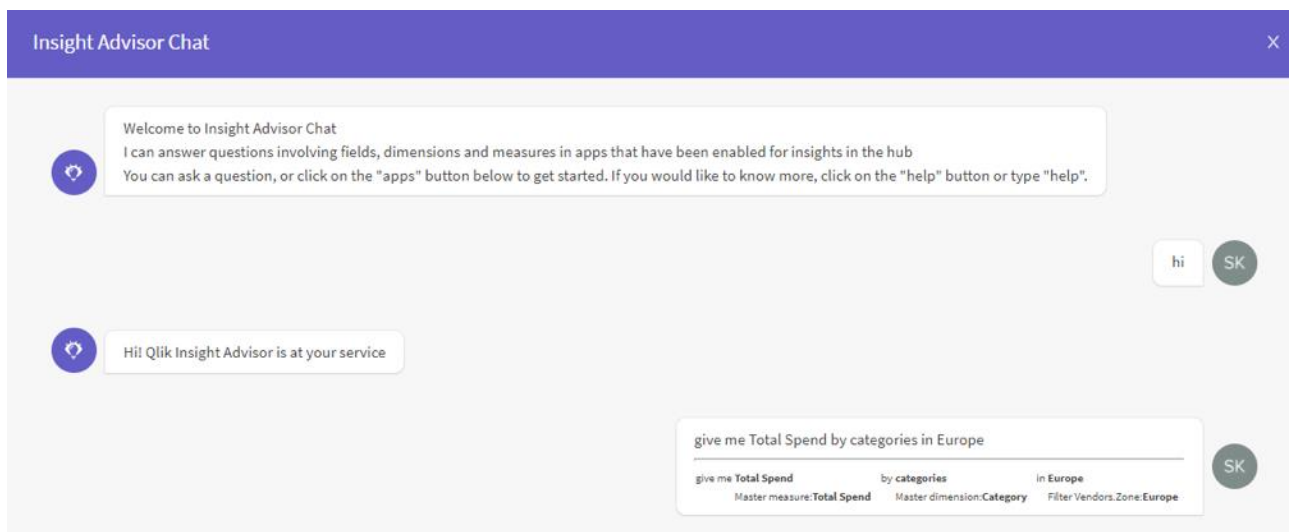 Insight Advisor Chat
X
Welcome to Insight Advisor Chat
I can answer questions involving fields, dimensions and measures in apps that have been enabled for insights in the hub
You can ask a question, or click on the "apps" button below to get started. If you would like to know more, click on the "help" button or type "help".
hi
SK
Hi! Qlik Insight Advisor is at your service
give me Total Spend by categories in Europe
SK
give me Total Spend by categories in Europe
Master measure:Total Spend Master dimension:Category Filter Vendors.Zone:Europe